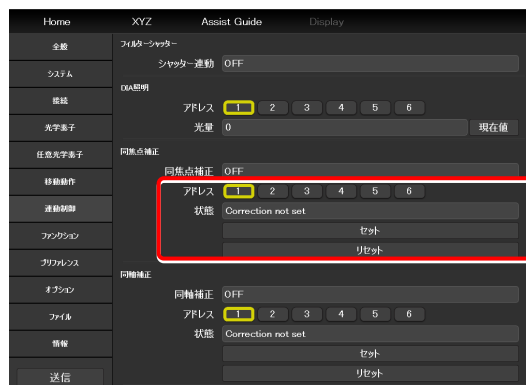 Home XYZ Assist Guide Display
全般
システム
接続
光学素子
任意光学素子
移動動作
連動制御
ファンクション
プリファレンス
オプション
ファイル
情報
送信
フィルターシャッター
シャッター連動 OFF
DIA照明
アドレス 1 2 3 4 5 6
光量 0 現在値
同焦点補正
同焦点補正 OFF
アドレス 1 2 3 4 5 6
状態 Correction not set
セット
リセット
同軸補正
同軸補正 OFF
アドレス 1 2 3 4 5 6
状態 Correction not set
セット
リセット